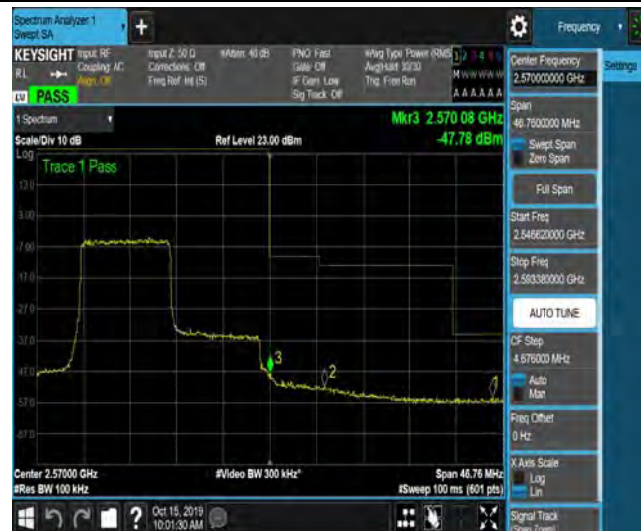 Spectrum Analyzer 1
Swept SA
Frequency
KEYSIGHT
Input: RF
Coupling: AC
Align: Off
Input Z: 50 Ω
Corrections: Off
Freq Ref: Int (S)
#Atten: 40 dB
PNO: Fast
Gate: Off
IF Gain: Low
Sig Track: Off
#Avg Type: Power (RMS)
Avg|Hold: 30/30
Trig: Free Run
M W W W W W
A A A A A A
RL
PASS
1 Spectrum
Scale/Div 10 dB
Ref Level 23.00 dBm
Mkr3 2.570 08 GHz
-47.78 dBm
Log
Trace 1 Pass
13.0
3.00
-7.00
-17.0
-27.0
-37.0
-47.0
-57.0
-67.0
3
2
1
Center 2.57000 GHz
#Res BW 100 kHz
#Video BW 300 kHz*
Span 46.76 MHz
#Sweep 100 ms (601 pts)
Center Frequency
2.570000000 GHz
Settings
Span
46.7600000 MHz
Swept Span
Zero Span
Full Span
Start Freq
2.546620000 GHz
Stop Freq
2.593380000 GHz
AUTO TUNE
CF Step
4.676000 MHz
Auto
Man
Freq Offset
0 Hz
X Axis Scale
Log
Lin
Signal Track
(Span Zoom)
Oct 15, 2019
10:01:30 AM